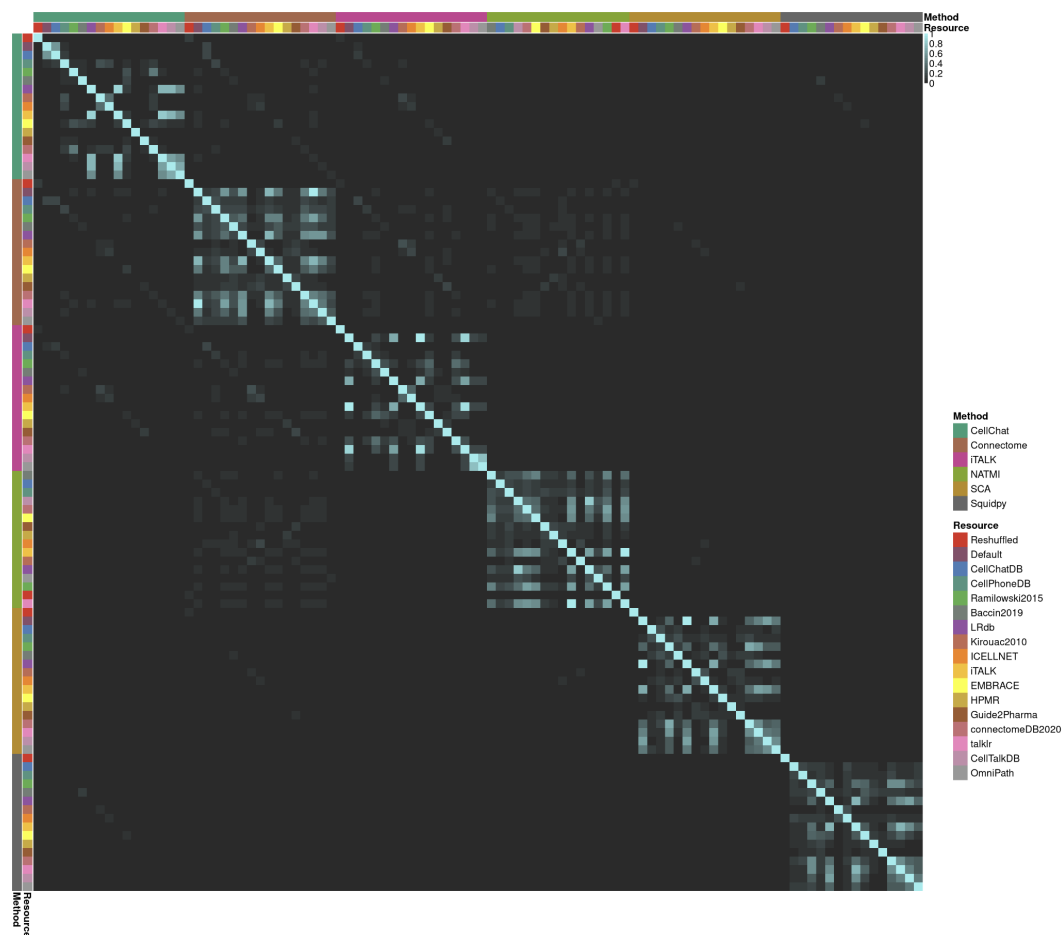 Method
Resource
1
0.8
0.6
0.4
0.2
0
Method
CellChat
Connectome
iTALK
NATMI
SCA
Squidpy
Resource
Reshuffled
Default
CellChatDB
CellPhoneDB
Ramilowski2015
Baccin2019
LRdb
Kirouac2010
ICELLNET
iTALK
EMBRACE
HPMR
Guide2Pharma
connectomeDB2020
talklr
CellTalkDB
OmniPath
Method
Resource